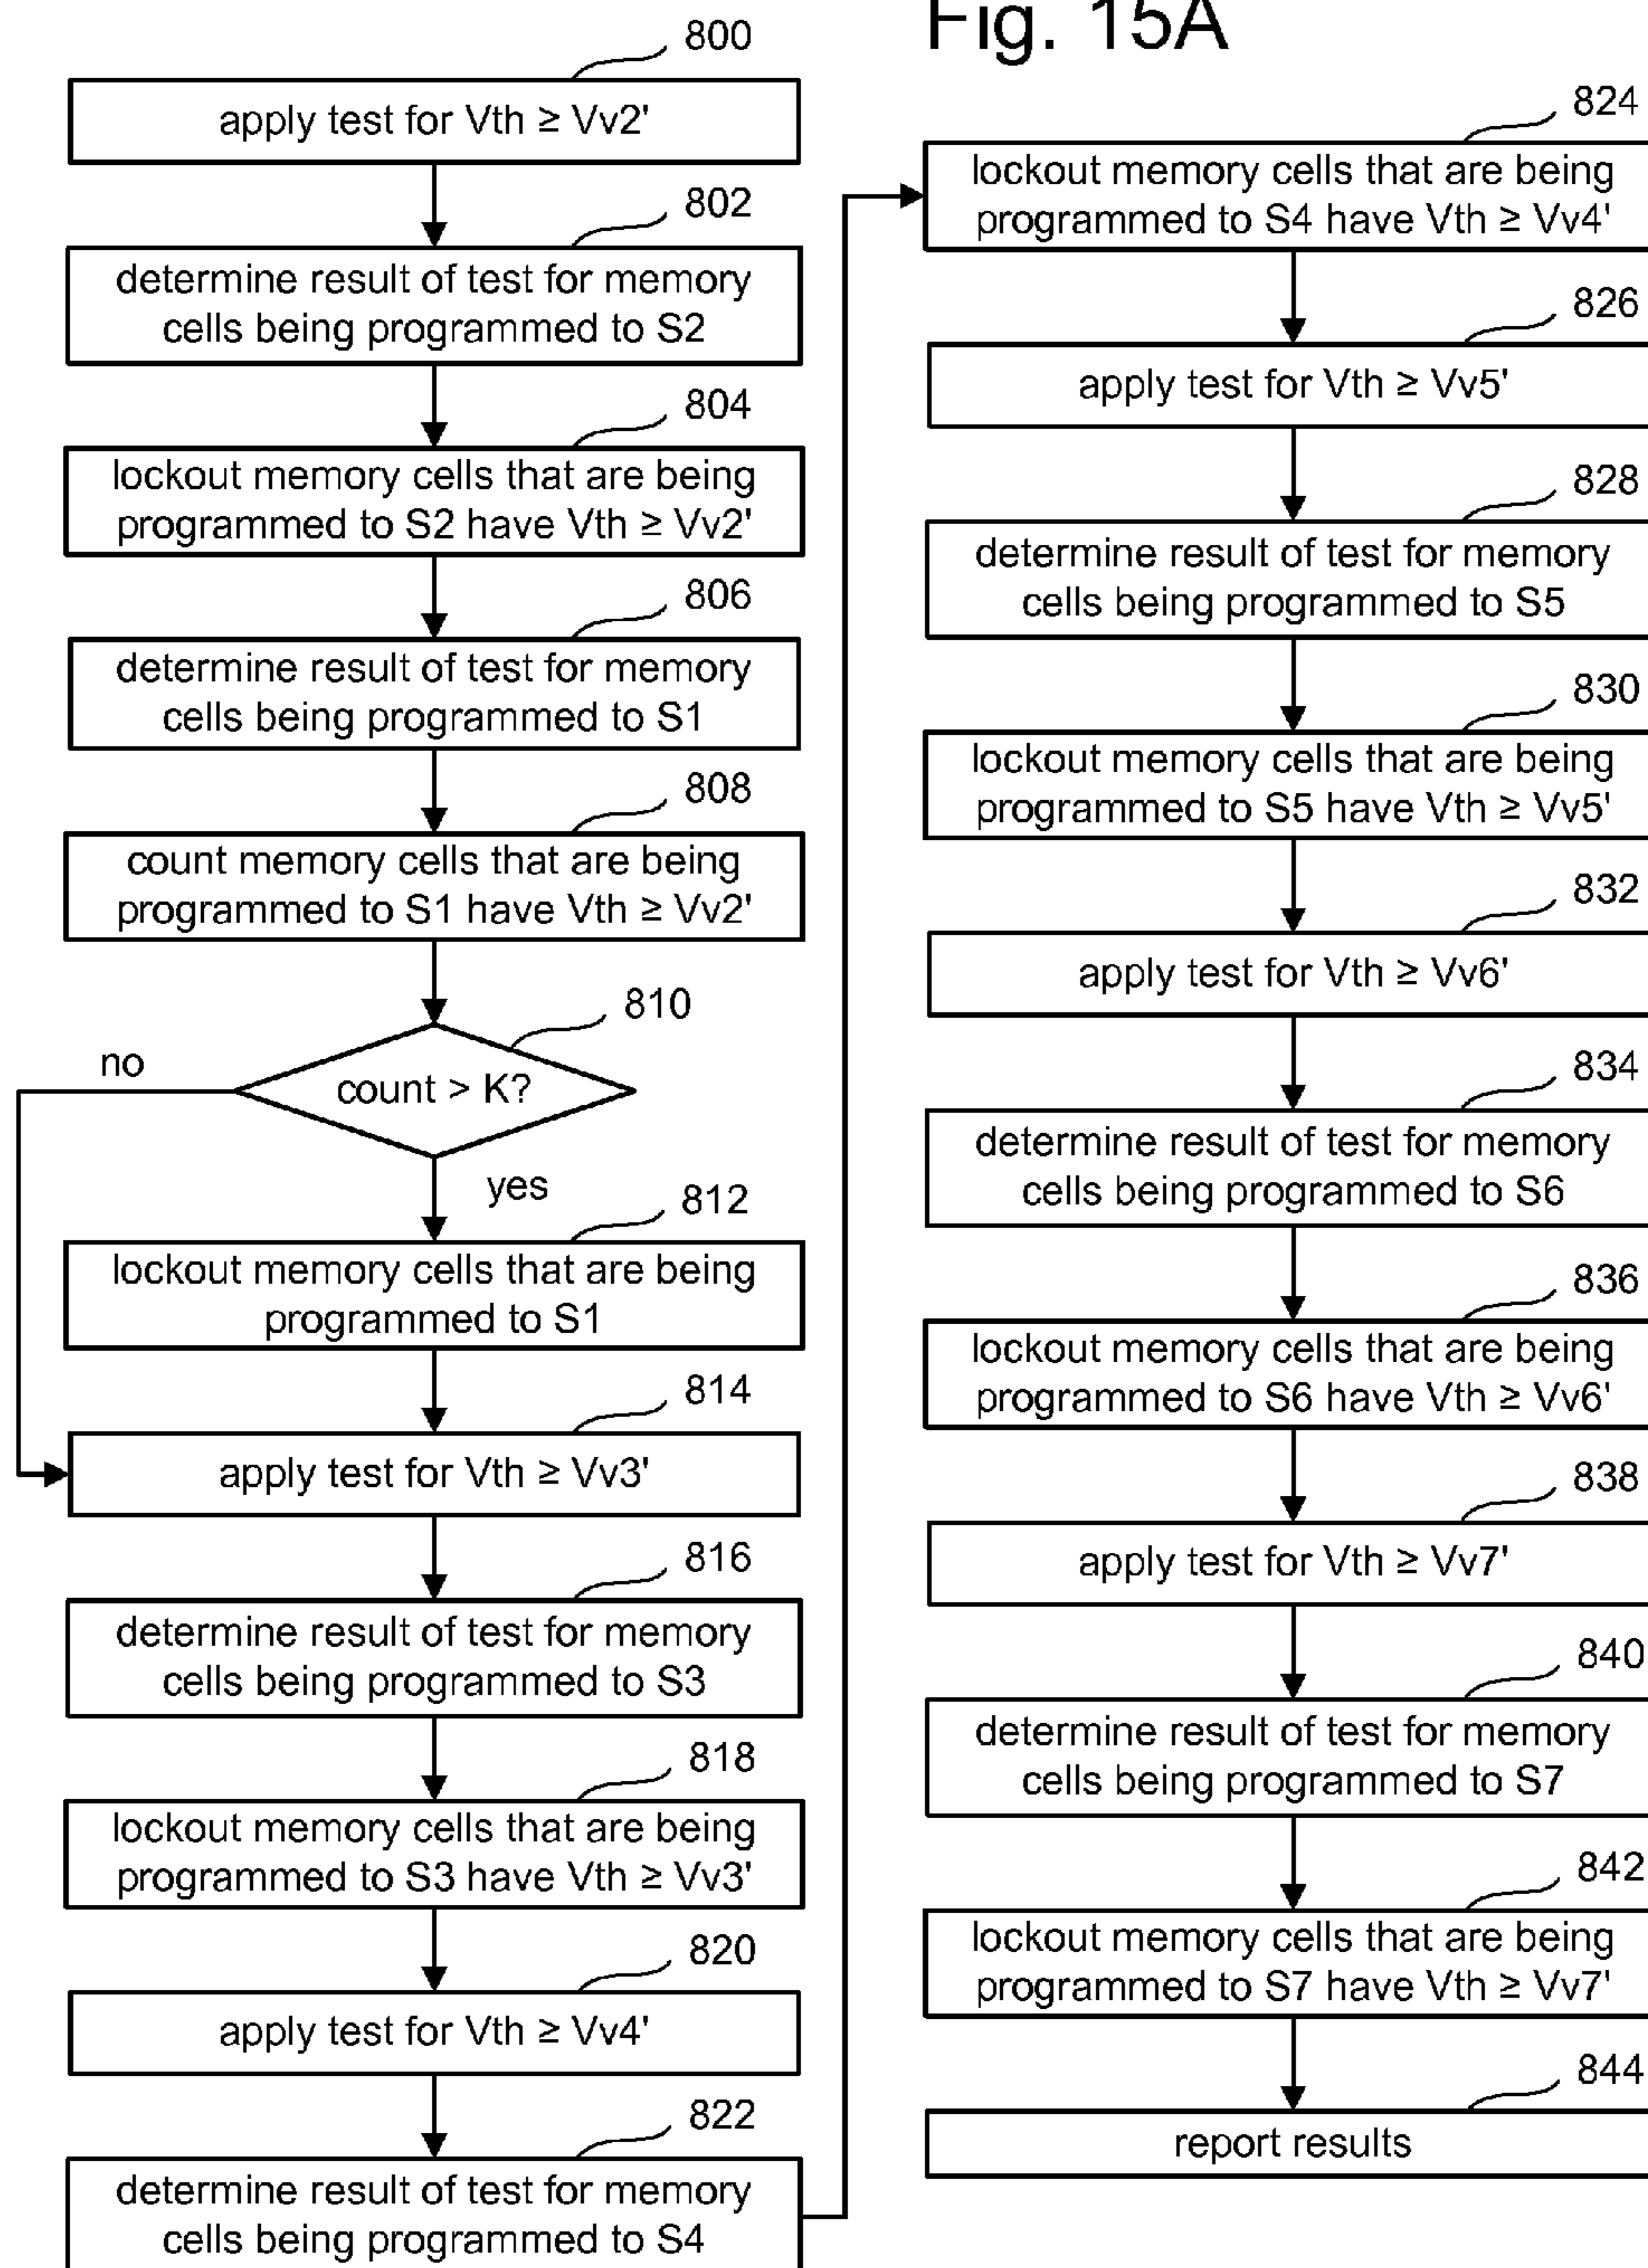 Fig. 15A
800
apply test for Vth ≥ Vv2'
802
determine result of test for memory
cells being programmed to S2
804
lockout memory cells that are being
programmed to S2 have Vth ≥ Vv2'
806
determine result of test for memory
cells being programmed to S1
808
count memory cells that are being
programmed to S1 have Vth ≥ Vv2'
810
no
count > K?
yes
812
lockout memory cells that are being
programmed to S1
814
apply test for Vth ≥ Vv3'
816
determine result of test for memory
cells being programmed to S3
818
lockout memory cells that are being
programmed to S3 have Vth ≥ Vv3'
820
apply test for Vth ≥ Vv4'
822
determine result of test for memory
cells being programmed to S4
824
lockout memory cells that are being
programmed to S4 have Vth ≥ Vv4'
826
apply test for Vth ≥ Vv5'
828
determine result of test for memory
cells being programmed to S5
830
lockout memory cells that are being
programmed to S5 have Vth ≥ Vv5'
832
apply test for Vth ≥ Vv6'
834
determine result of test for memory
cells being programmed to S6
836
lockout memory cells that are being
programmed to S6 have Vth ≥ Vv6'
838
apply test for Vth ≥ Vv7'
840
determine result of test for memory
cells being programmed to S7
842
lockout memory cells that are being
programmed to S7 have Vth ≥ Vv7'
844
report results